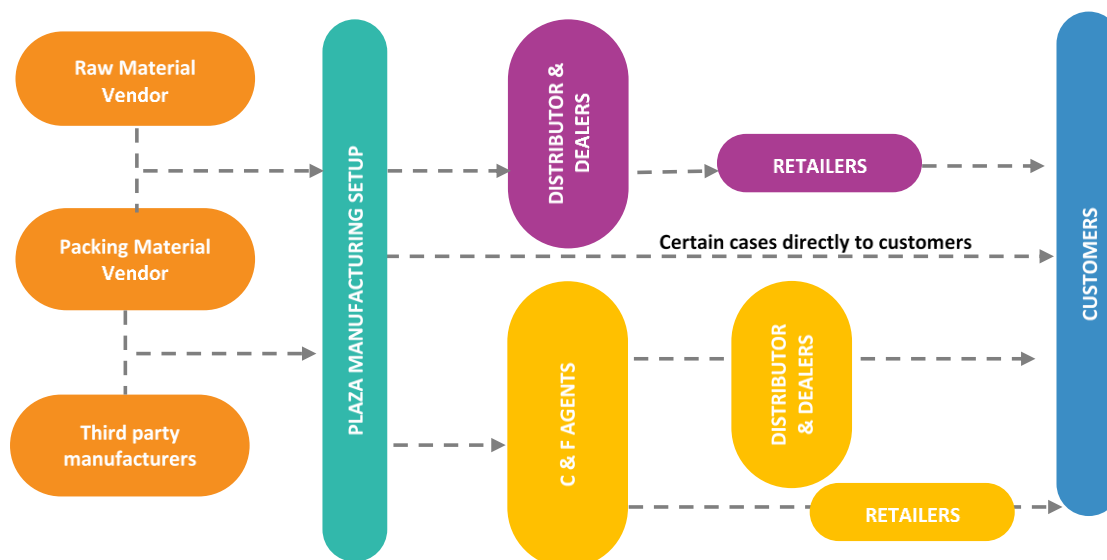 Raw Material
Vendor
Packing Material
Vendor
Third party
manufacturers
PLAZA MANUFACTURING SETUP
DISTRIBUTOR &
DEALERS
RETAILERS
Certain cases directly to customers
C & F AGENTS
DISTRIBUTOR
& DEALERS
RETAILERS
CUSTOMERS